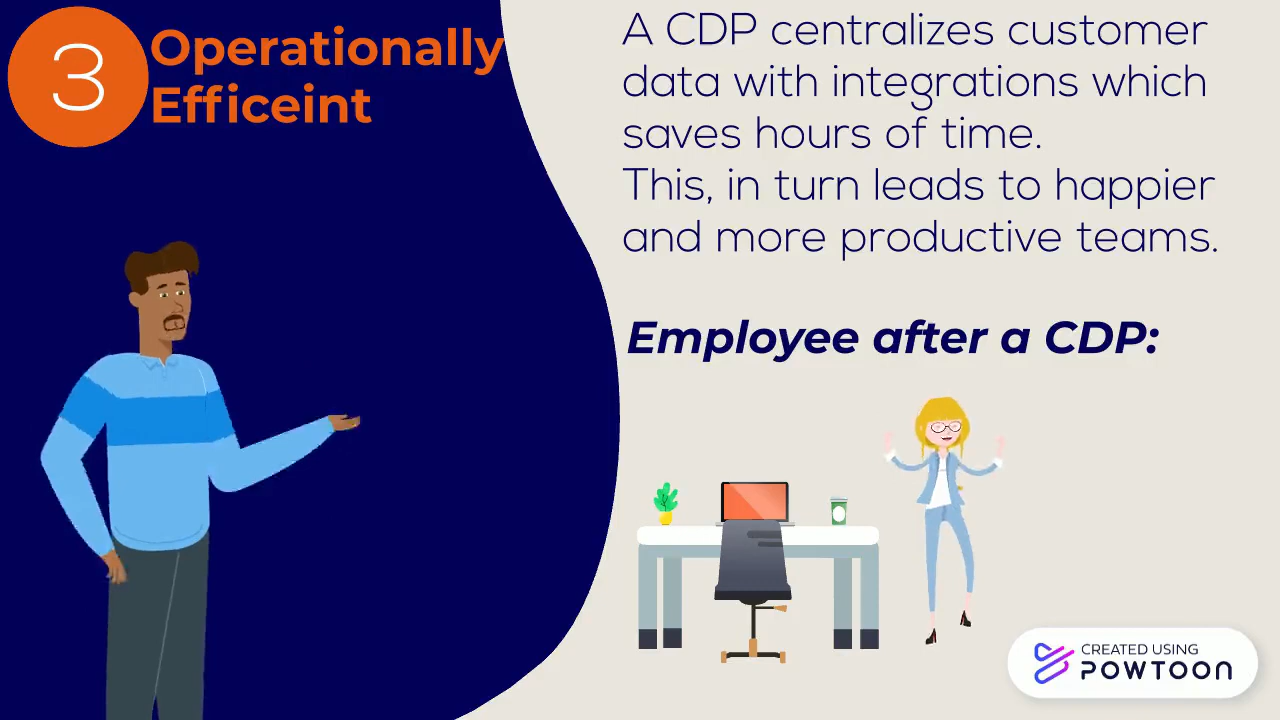 3
Operationally
Efficeint
A CDP centralizes customer
data with integrations which
saves hours of time.
This, in turn leads to happier
and more productive teams.
Employee after a CDP:
CREATED USING
POWTOON